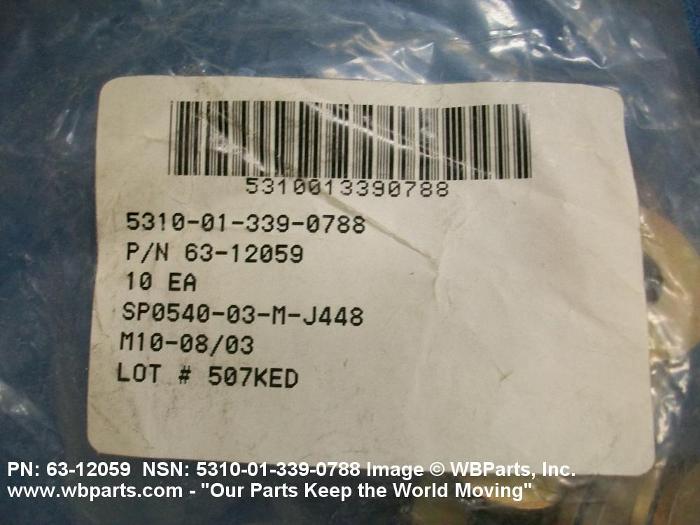 5310013390788
5310-01-339-0788
P/N 63-12059
10 EA
SP0540-03-M-J448
M10-08/03
LOT # 507KED
PN: 63-12059 NSN: 5310-01-339-0788 Image © WBParts, Inc.
www.wbparts.com - "Our Parts Keep the World Moving"